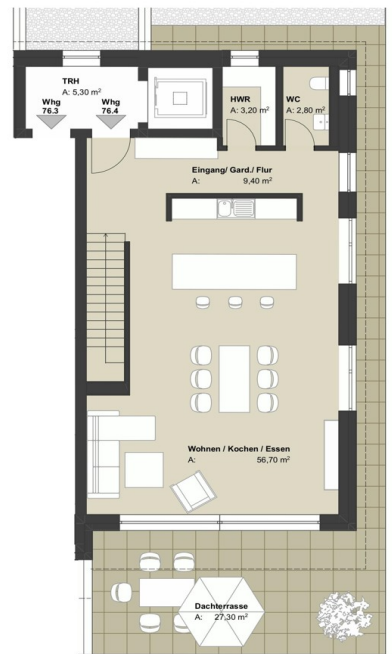 TRH
A: 5,30 m²
Whg
76.3
Whg
76.4
HWR
A: 3,20 m²
WC
A: 2,80 m²
Eingang/ Gard./ Flur
A: 9,40 m²
Wohnen / Kochen / Essen
A: 56,70 m²
Dachterrasse
A: 27,30 m²